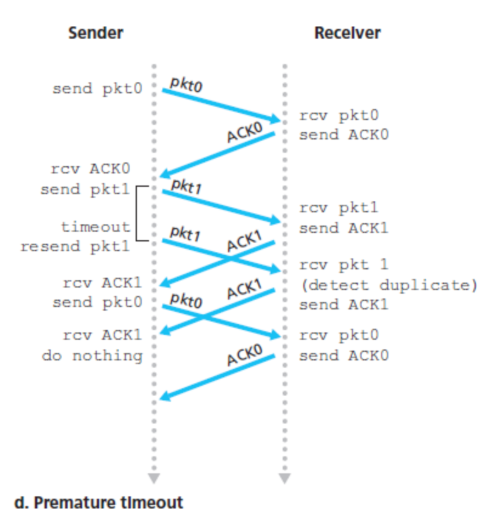 Sender
Receiver
send pkt0
pkt0
rcv pkt0
send ACK0
ACK0
rcv ACK0
send pkt1
pkt1
rcv pkt1
send ACK1
timeout
resend pkt1
pkt1
ACK1
rcv pkt 1
(detect duplicate)
send ACK1
rcv ACK1
send pkt0
pkt0
ACK1
rcv ACK1
do nothing
rcv pkt0
send ACK0
ACK0
d. Premature timeout